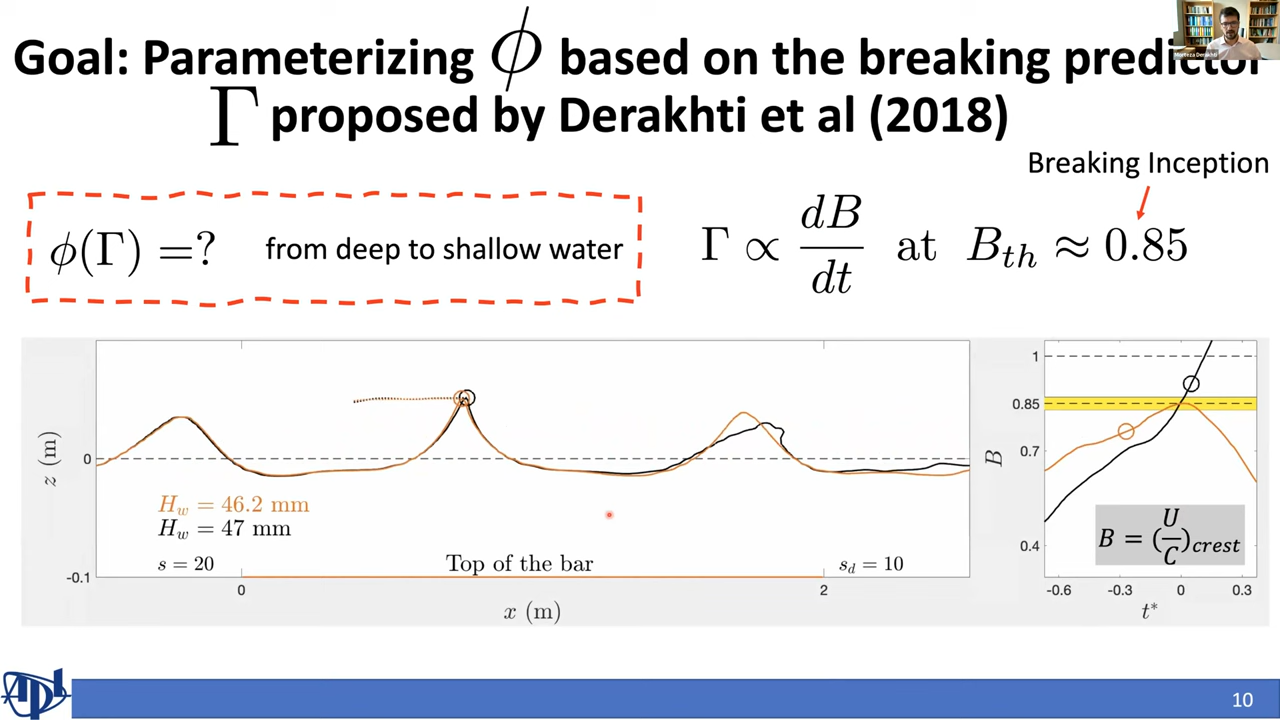 Morteza Derakhti
Goal: Parameterizing ϕ based on the breaking predictor
Γ proposed by Derakhti et al (2018)
Breaking Inception
ϕ(Γ) =? from deep to shallow water
Γ ∝ dB/dt at B_th ≈ 0.85
z (m)
0
-0.1
H_w = 46.2 mm
H_w = 47 mm
s = 20
Top of the bar
s_d = 10
0
2
x (m)
B
1
0.85
0.7
0.4
B = (U/C)_crest
-0.6
-0.3
0
0.3
t*
APL
10